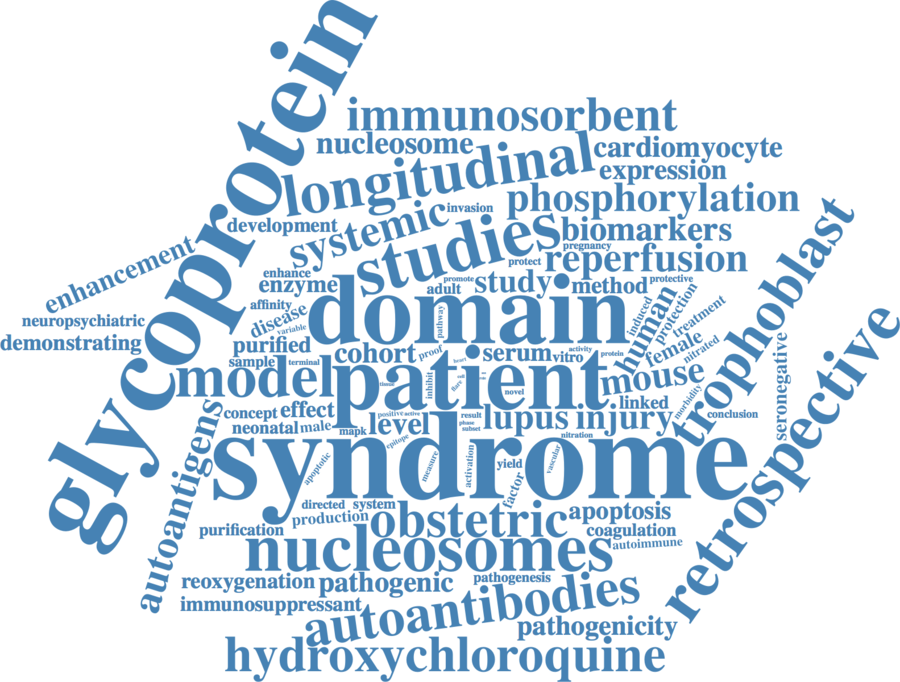 glycoprotein
immunosorbent
nucleosome
cardiomyocyte
longitudinal
expression
phosphorylation
invasion
development
systemic
studies
biomarkers
pregnancy
enhancement
protect
reperfusion
trophoblast
enhance
enzyme
promote
adult
study
method
protective
domain
affinity
neuropsychiatric
disease
variable
pathway
induced
human
protection
treatment
demonstrating
purified
cohort
proof
serum
vitro
activity
protein
female
nitrated
sample
terminal
model
patient
heart
tissue
inhibit
flare
novel
mouse
morbidity
seronegative
retrospective
linked
concept
effect
positive
active
result
conclusion
neonatal
male
mapk
level
phase
subset
lupus
injury
nitration
epitope
syndrome
autoantigens
apoptotic
measure
activation
yield
factor
vascular
directed
system
production
obstetric
apoptosis
purification
coagulation
nucleosomes
autoimmune
reoxygenation
pathogenic
pathogenesis
immunosuppressant
autoantibodies
pathogenicity
hydroxychloroquine